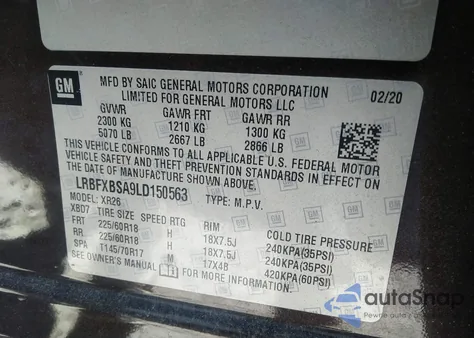 GM
MFD BY SAIC GENERAL MOTORS CORPORATION
LIMITED FOR GENERAL MOTORS LLC
02/20
GVWR GAWR FRT GAWR RR
2300 KG 1210 KG 1300 KG
5070 LB 2667 LB 2866 LB
THIS VEHICLE CONFORMS TO ALL APPLICABLE U.S. FEDERAL MOTOR
VEHICLE SAFETY AND THEFT PREVENTION STANDARDS IN EFFECT ON
THE DATE OF MANUFACTURE SHOWN ABOVE.
LRBFXBSA9LD150563 TYPE: M.P.V.
MODEL: XR26
XBD7 TIRE SIZE SPEED RTG RIM COLD TIRE PRESSURE
FRT 225/60R18 H 18X7.5J 240KPA(35PSI)
RR 225/60R18 H 18X7.5J 240KPA(35PSI)
SPA T145/70R17 M 17X4B 420KPA(60PSI)
SEE OWNER'S MANUAL FOR MORE INFORMATION.
autaSnap